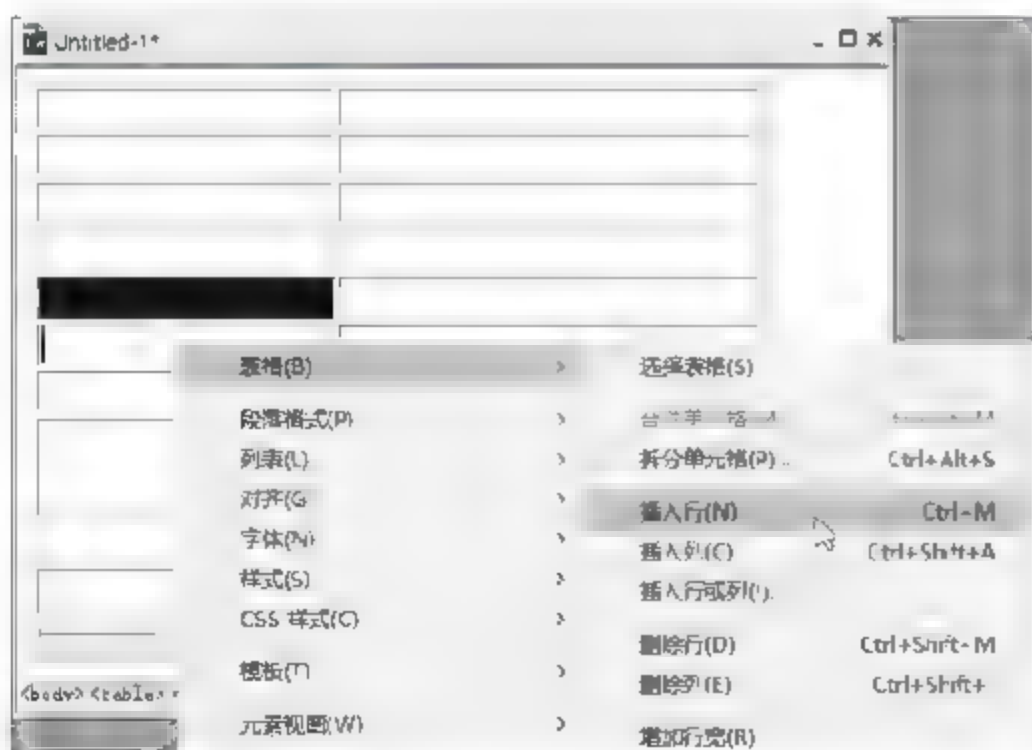 Untitled-1*
表格(B)
段落格式(P)
列表(L)
对齐(G
字体(N)
样式(S)
CSS 样式(C)
模板(T)
元素视图(W)
选择表格(S)
拆分单元格(P)... Ctrl+Alt+S
插入行(N) Ctrl+M
插入列(C) Ctrl+Shift+A
插入行或列(I)...
删除行(D) Ctrl+Shift+M
删除列(E) Ctrl+Shift+
增加行宽(R)
<body> <table>